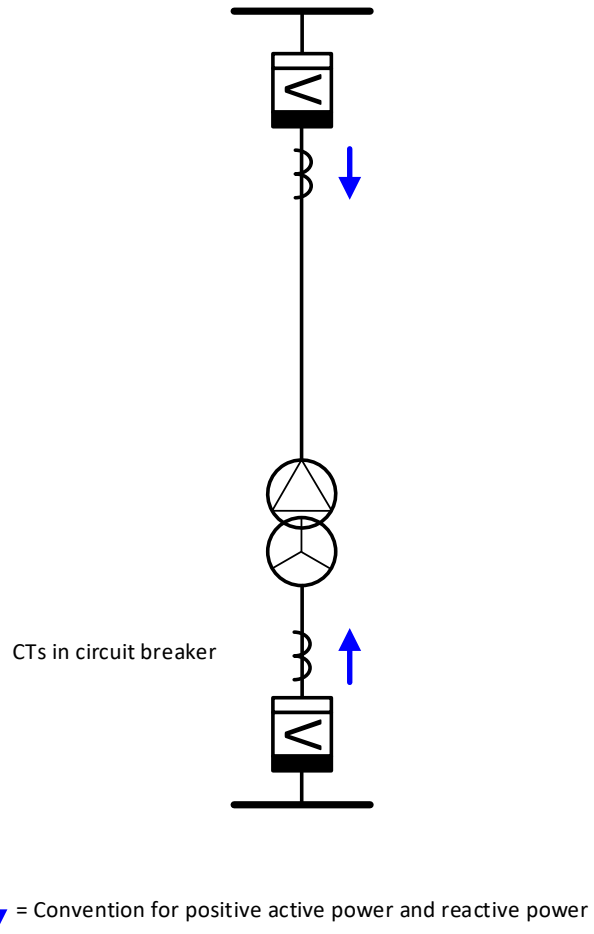 V
CTs in circuit breaker
V
= Convention for positive active power and reactive power